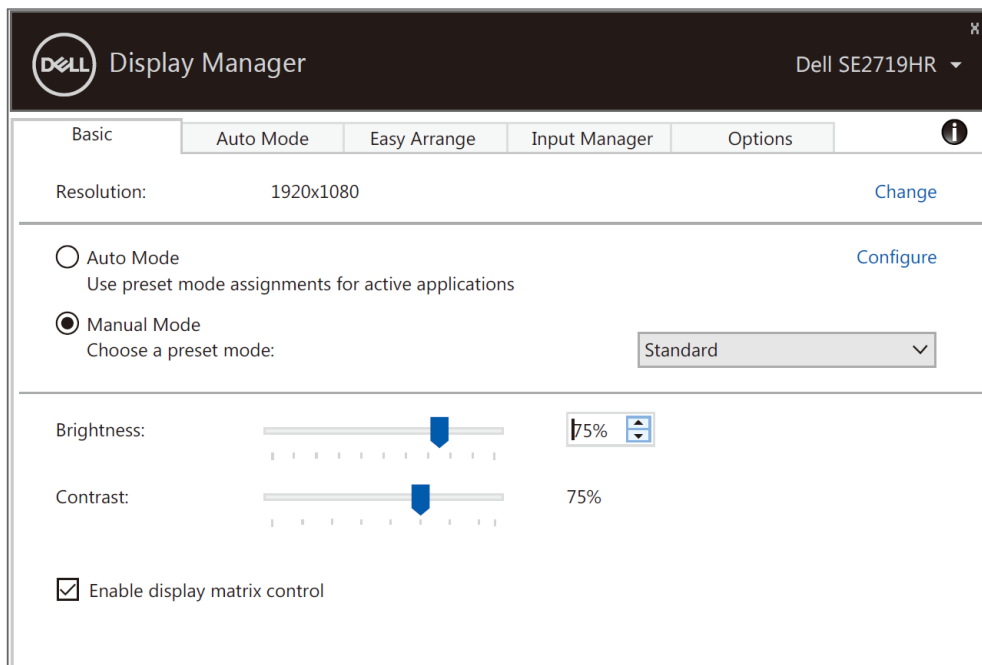 DELL Display Manager
Dell SE2719HR
x
Basic Auto Mode Easy Arrange Input Manager Options i
Resolution: 1920x1080 Change
Auto Mode Configure
Use preset mode assignments for active applications
Manual Mode
Choose a preset mode: Standard
Brightness: 75%
Contrast: 75%
Enable display matrix control